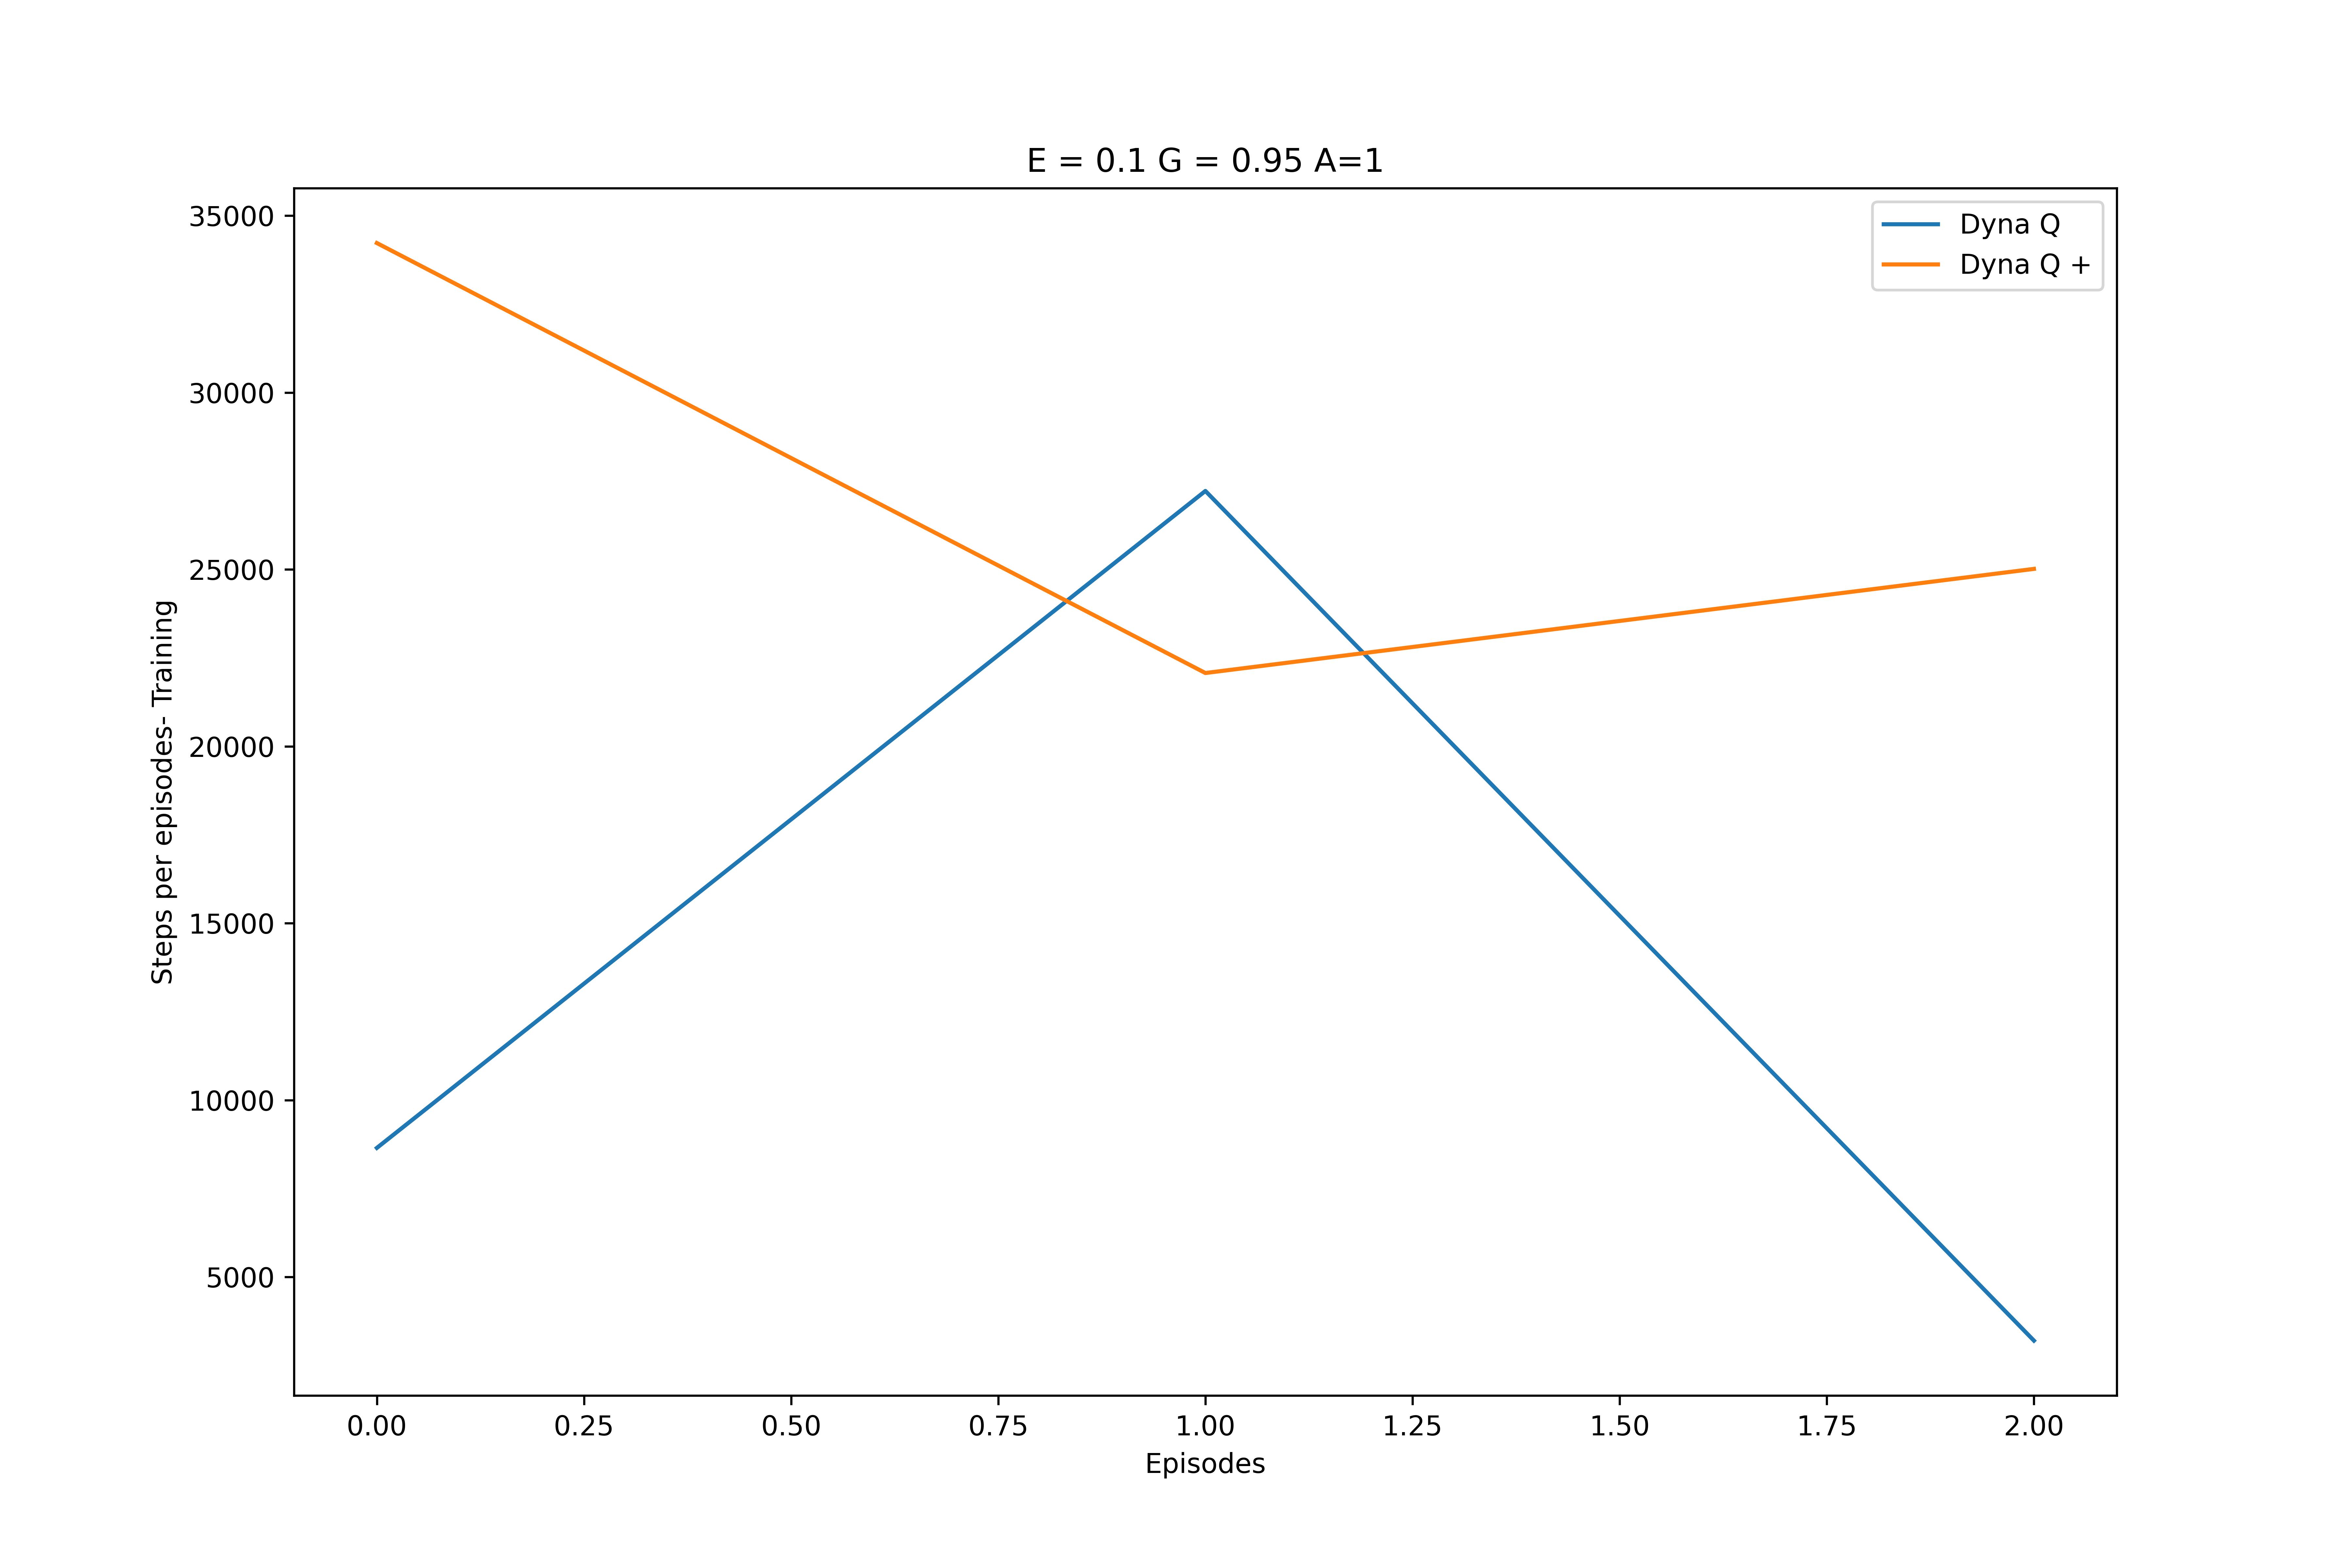 E = 0.1 G = 0.95 A=1
Dyna Q
Dyna Q +
Steps per episodes- Training
35000
30000
25000
20000
15000
10000
5000
0.00 0.25 0.50 0.75 1.00 1.25 1.50 1.75 2.00
Episodes